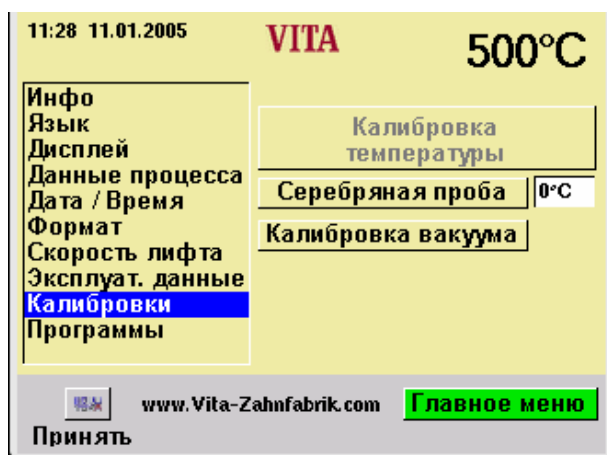 11:28 11.01.2005
VITA
500°C
Инфо
Язык
Дисплей
Данные процесса
Дата / Время
Формат
Скорость лифта
Эксплуат. данные
Калибровки
Программы
Калибровка
температуры
Серебряная проба
0°C
Калибровка вакуума
www.Vita-Zahnfabrik.com
Главное меню
Принять